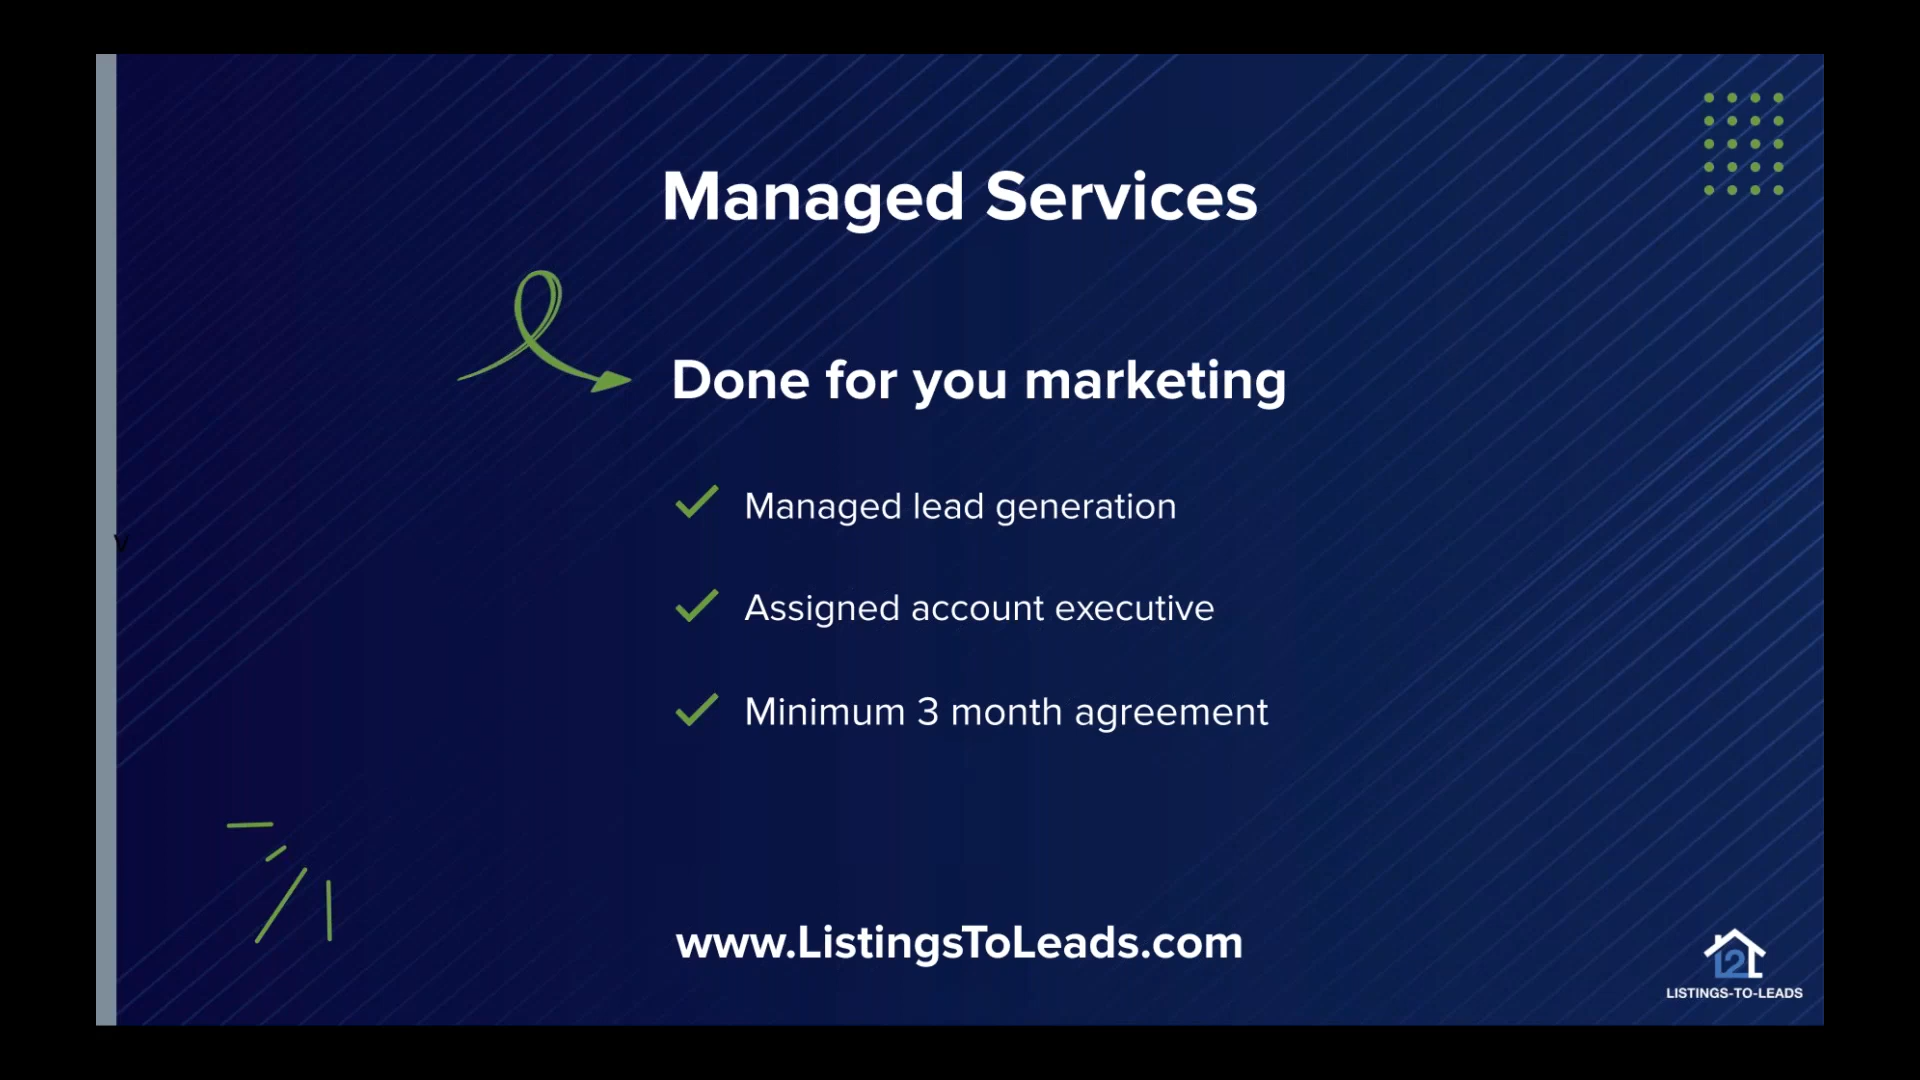 Managed Services
Done for you marketing
Managed lead generation
Assigned account executive
Minimum 3 month agreement
www.ListingsToLeads.com
L2L
LISTINGS-TO-LEADS